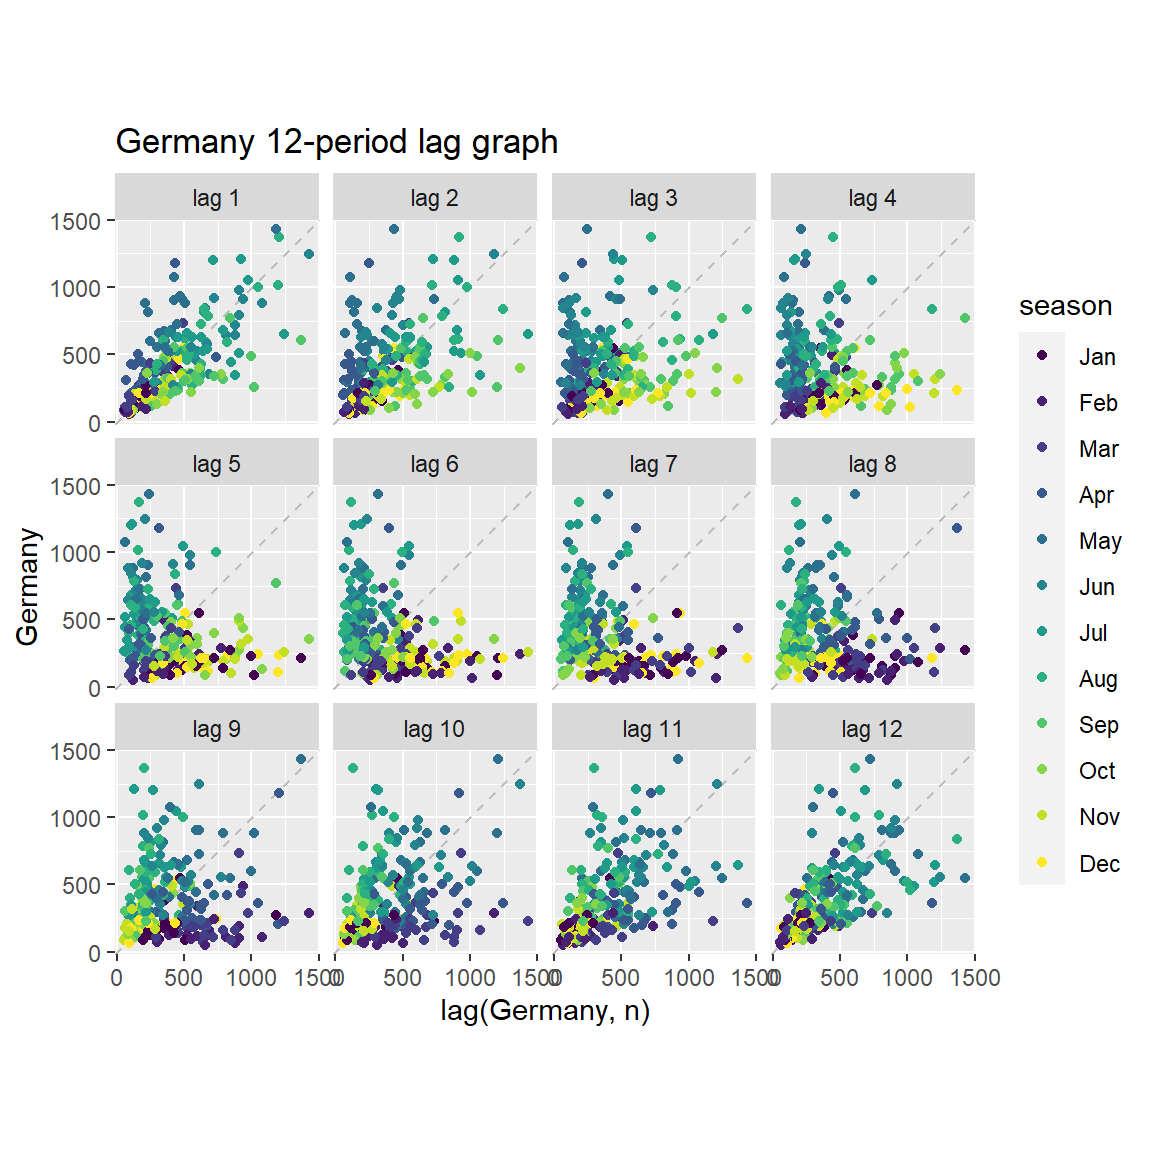 Germany 12-period lag graph
lag 1 lag 2 lag 3 lag 4
1500
1000
500
0
lag 5 lag 6 lag 7 lag 8
1500
1000
500
0
lag 9 lag 10 lag 11 lag 12
1500
1000
500
0
0 500 1000 1500 0 500 1000 1500 0 500 1000 1500 0 500 1000 1500
lag(Germany, n)
Germany
season
Jan
Feb
Mar
Apr
May
Jun
Jul
Aug
Sep
Oct
Nov
Dec